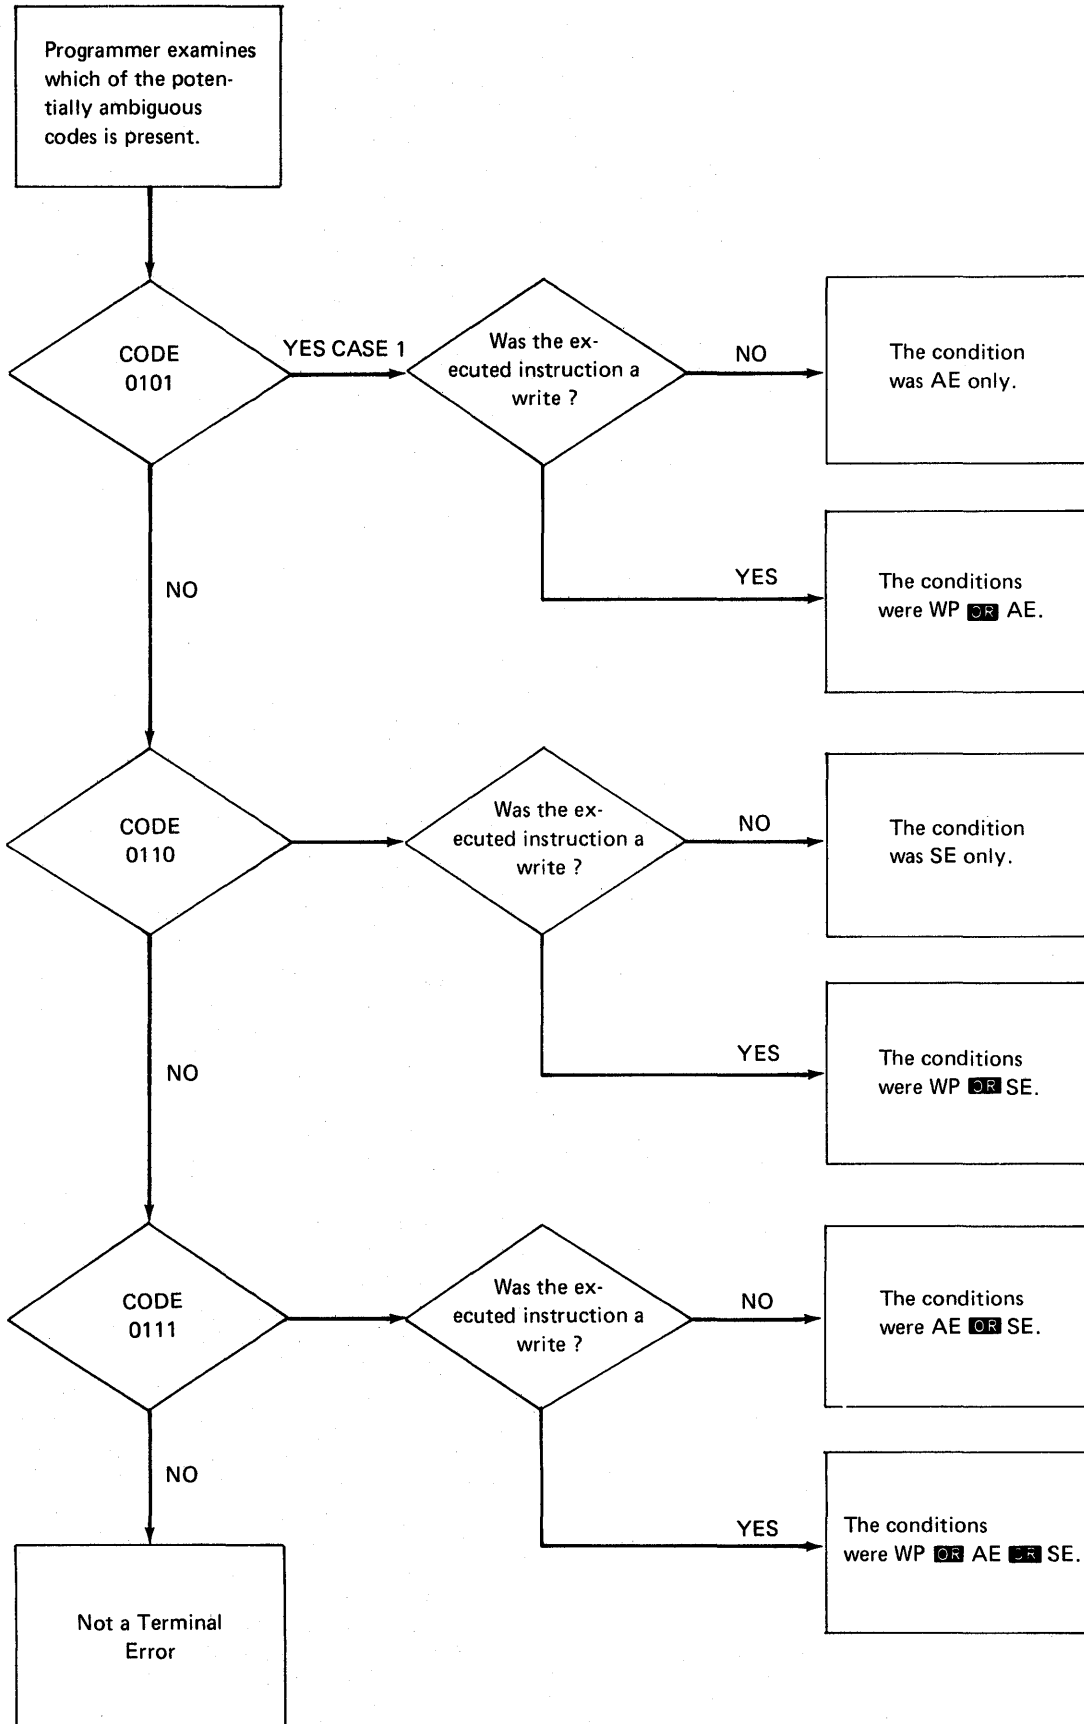 Programmer examines
which of the poten-
tially ambiguous
codes is present.
CODE
0101
YES CASE 1
Was the ex-
ecuted instruction a
write ?
NO
The condition
was AE only.
YES
The conditions
were WP OR AE.
NO
CODE
0110
Was the ex-
ecuted instruction a
write ?
NO
The condition
was SE only.
YES
The conditions
were WP OR SE.
NO
CODE
0111
Was the ex-
ecuted instruction a
write ?
NO
The conditions
were AE OR SE.
YES
The conditions
were WP OR AE OR SE.
NO
Not a Terminal
Error